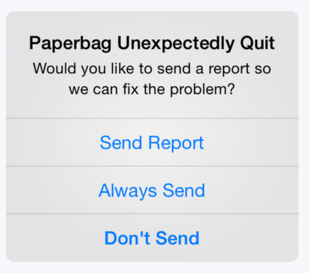 Paperbag Unexpectedly Quit
Would you like to send a report so
we can fix the problem?
Send Report
Always Send
Don't Send